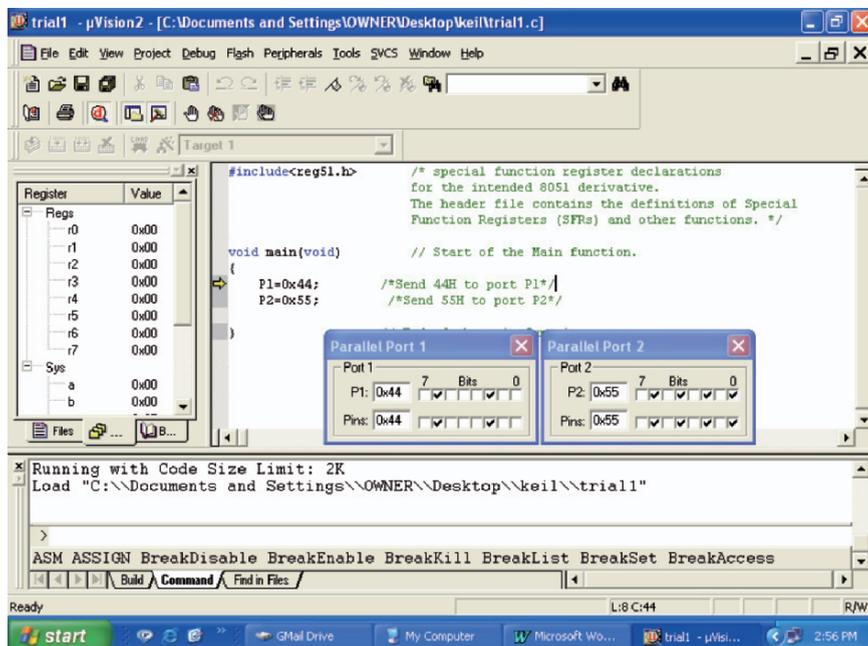 trial1 - µVision2 - [C:\Documents and Settings\OWNER\Desktop\keil\trial1.c]
File Edit View Project Debug Flash Peripherals Tools SVCS Window Help
Target 1
Register Value
Regs
r0 0x00
r1 0x00
r2 0x00
r3 0x00
r4 0x00
r5 0x00
r6 0x00
r7 0x00
Sys
a 0x00
b 0x00
Files ... B...
#include<reg51.h> /* special function register declarations
for the intended 8051 derivative.
The header file contains the definitions of Special
Function Registers (SFRs) and other functions. */
void main(void) // Start of the Main function.
{
P1=0x44; /*Send 44H to port P1*/
P2=0x55; /*Send 55H to port P2*/
}
Parallel Port 1
Port 1
P1: 0x44 7 Bits 0
Pins: 0x44
Parallel Port 2
Port 2
P2: 0x55 7 Bits 0
Pins: 0x55
Running with Code Size Limit: 2K
Load "C:\\Documents and Settings\\OWNER\\Desktop\\keil\\trial1"
>
ASM ASSIGN BreakDisable BreakEnable BreakKill BreakList BreakSet BreakAccess
Build Command Find in Files
Ready L:8 C:44 R/W
start GMail Drive My Computer Microsoft Wo... trial1 - µVisi... 2:56 PM